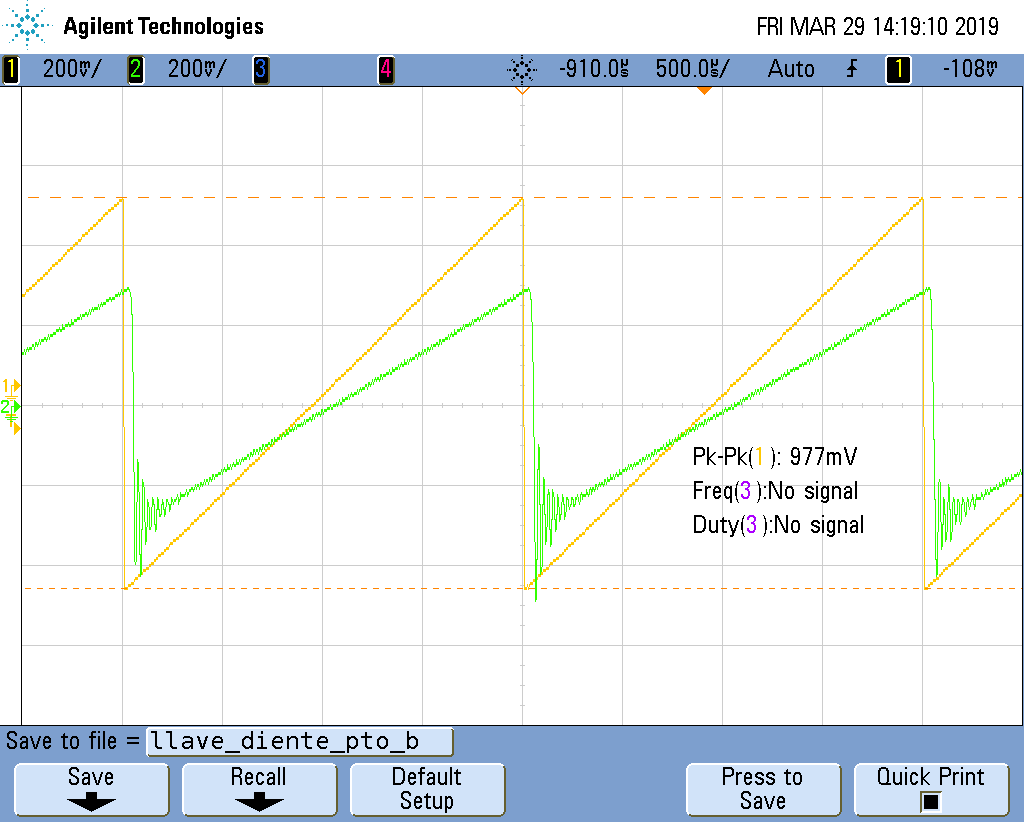 Agilent Technologies FRI MAR 29 14:19:10 2019
1 200mV/ 2 200mV/ 3 4 -910.0µs 500.0µs/ Auto 1 -108mV
1
2
T
Pk-Pk(1): 977mV
Freq(3):No signal
Duty(3):No signal
Save to file = llave_diente_pto_b
Save Recall Default Setup Press to Save Quick Print